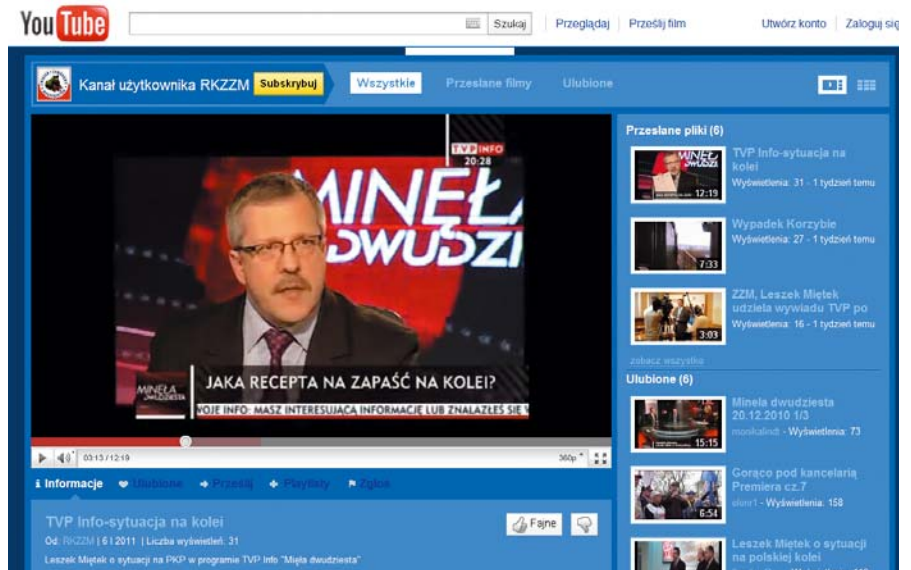 YouTube
Szukaj
Przeglądaj
Prześlij film
Utwórz konto
Zaloguj się
Kanał użytkownika RKZZM
Subskrybuj
Wszystkie
Przesłane filmy
Ulubione
TVP INFO
20:28
MINĘŁA
DWUDZI
JAKA RECEPTA NA ZAPAŚĆ NA KOLEI?
MINĘŁA
DWUDZIESTA
WOJE INFO: MASZ INTERESUJĄCĄ INFORMACJĘ LUB ZNALAZŁEŚ SIĘ
03:13 / 12:19
360p
Informacje
Ulubione
Prześlij
Playlisty
Zgłoś
TVP Info-sytuacja na kolei
Od: RKZZM | 6 I 2011 | Liczba wyświetleń: 31
Leszek Miętek o sytuacji na PKP w programie TVP Info "Mięła dwudziesta"
Fajne
Przesłane pliki (6)
MINĘŁ
12:19
TVP Info-sytuacja na
kolei
Wyświetlenia: 31 - 1 tydzień temu
7:33
Wypadek Korzybie
Wyświetlenia: 27 - 1 tydzień temu
3:03
ZZM, Leszek Miętek
udziela wywiadu TVP po
Wyświetlenia: 16 - 1 tydzień temu
zobacz wszystko
Ulubione (6)
15:15
Minela dwudziesta
20.12.2010 1/3
monikalindt - Wyświetlenia: 73
6:54
Gorąco pod kancelarią
Premiera cz.7
- Wyświetlenia: 158
Leszek Miętek o sytuacji
na polskiej kolei